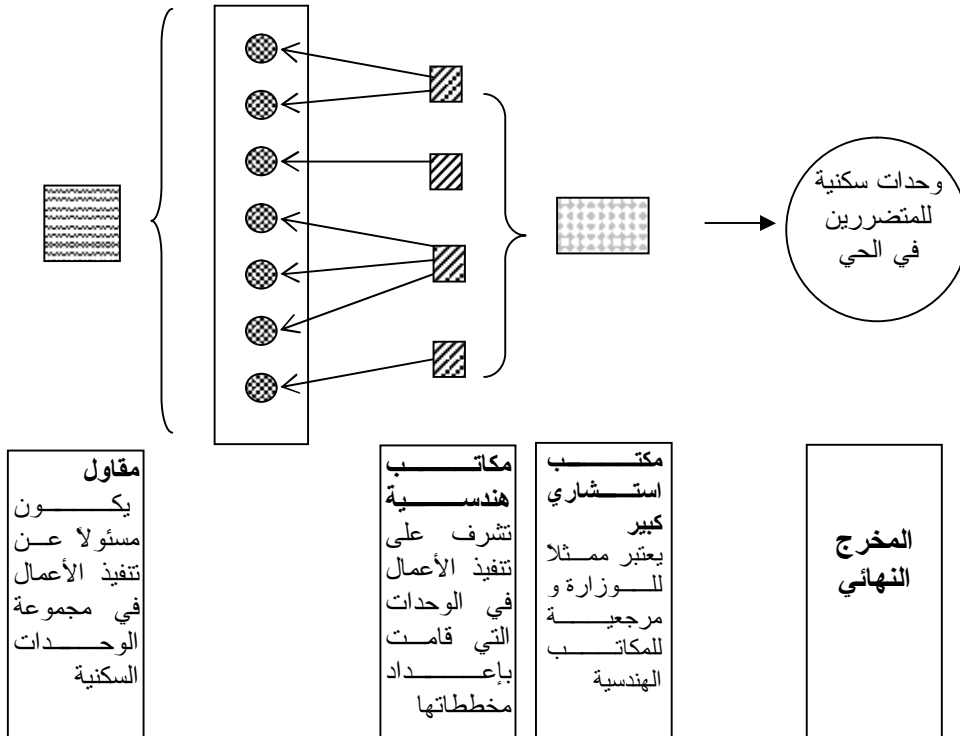 وحدات سكنية
للمتضررين
في الحي
المخرج
النهائي
مكتب
استشاري
كبير
يعتبر ممثلا
للوزارة و
مرجعية
للمكاتب
الهندسية
مكاتب
هندسية
تشرف على
تنفيذ الأعمال
في الوحدات
التي قامت
بإعداد
مخططاتها
مقاول
يكون
مسئولاً عن
تنفيذ الأعمال
في مجموعة
الوحدات
السكنية